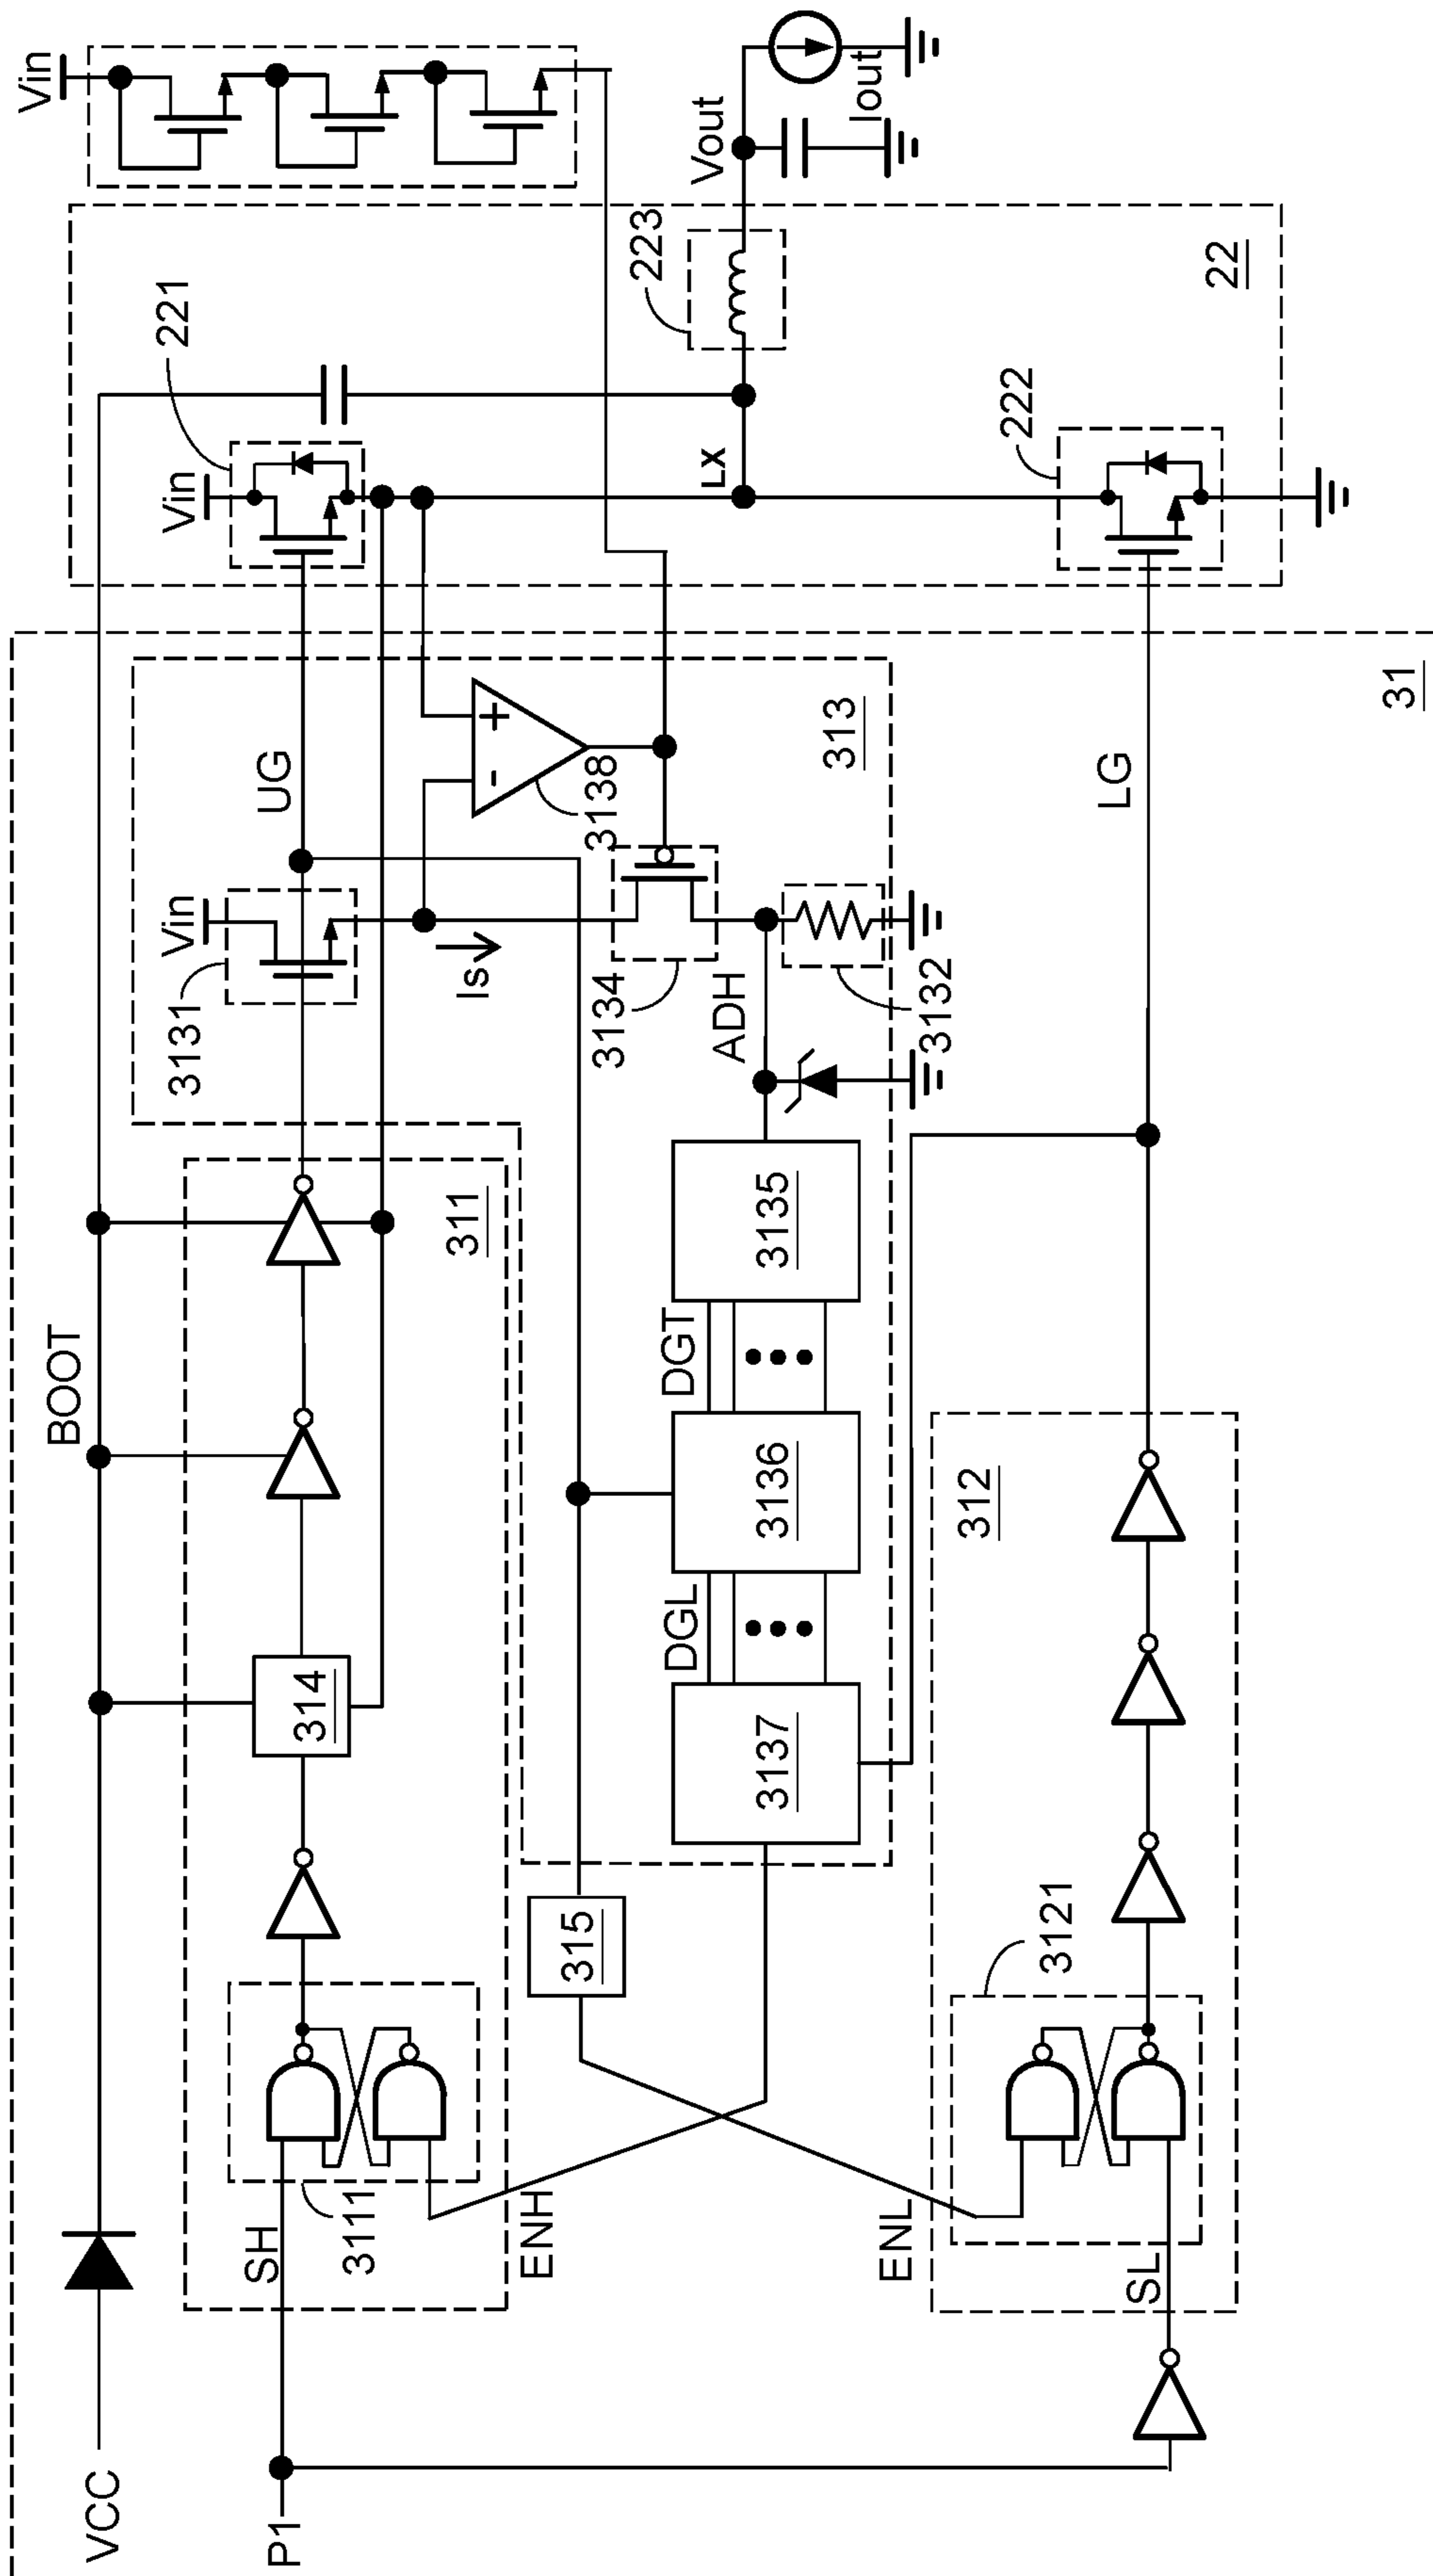 VCC
BOOT
P1
SH
3111
314
311
ENH
315
UG
Vin
3131
Is
3138
-
+
313
3134
ADH
3132
3135
DGT
3136
DGL
3137
ENL
SL
3121
312
LG
31
Vin
221
Lx
222
223
22
Vin
Vout
Iout